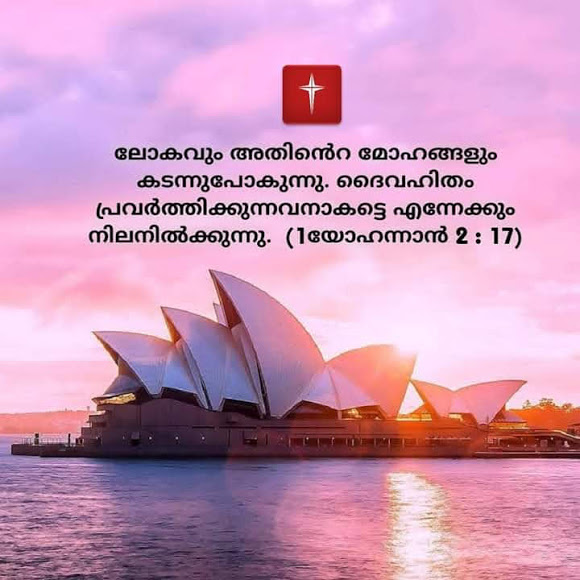 ലോകവും അതിൻെറ മോഹങ്ങളും
കടന്നുപോകുന്നു. ദൈവഹിതം
പ്രവർത്തിക്കുന്നവനാകട്ടെ എന്നേക്കും
നിലനിൽക്കുന്നു. (1യോഹന്നാൻ 2 : 17)